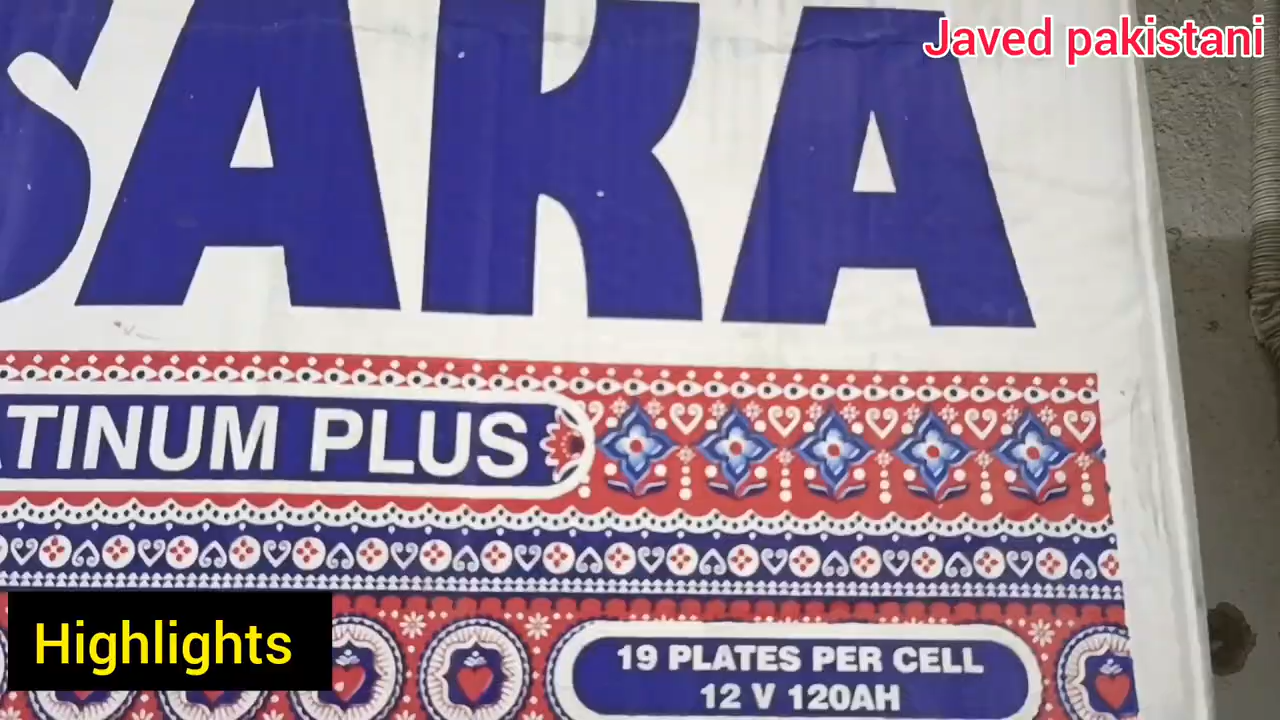 Javed pakistani
SAKA
TINUM PLUS
Highlights
19 PLATES PER CELL
12 V 120AH